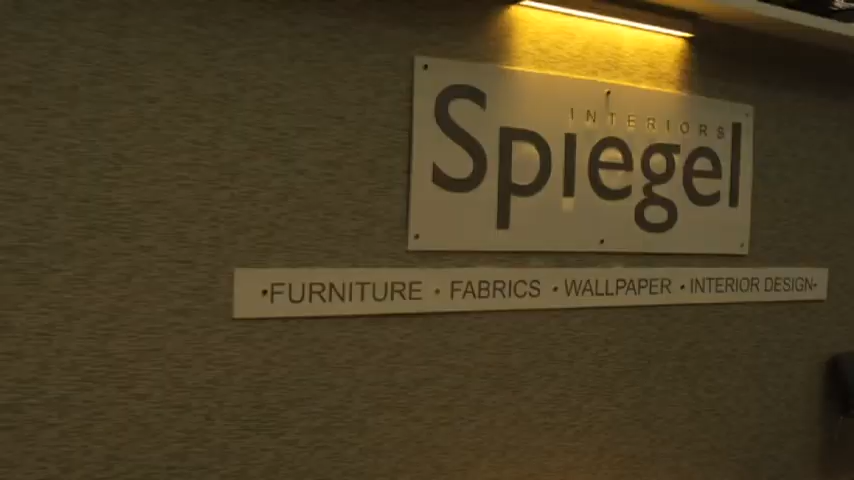 INTERIORS
Spiegel
•FURNITURE • FABRICS • WALLPAPER • INTERIOR DESIGN•